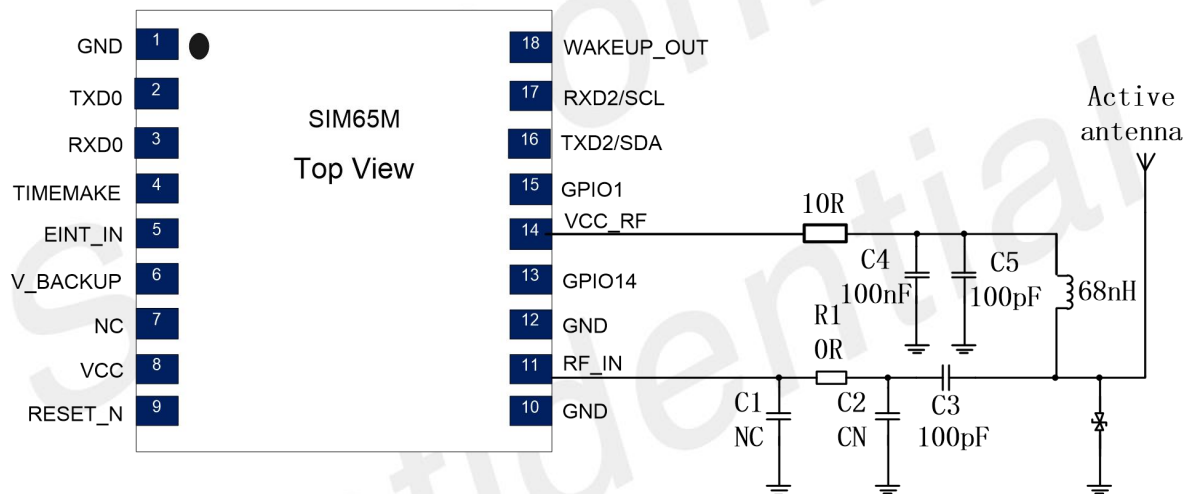 GND 1
TXD0 2
RXD0 3
TIMEMAKE 4
EINT_IN 5
V_BACKUP 6
NC 7
VCC 8
RESET_N 9
SIM65M
Top View
18 WAKEUP_OUT
17 RXD2/SCL
16 TXD2/SDA
15 GPIO1
14 VCC_RF
13 GPIO14
12 GND
11 RF_IN
10 GND
10R
C4
100nF
C5
100pF
68nH
Active
antenna
R1
0R
C1
NC
C2
CN
C3
100pF